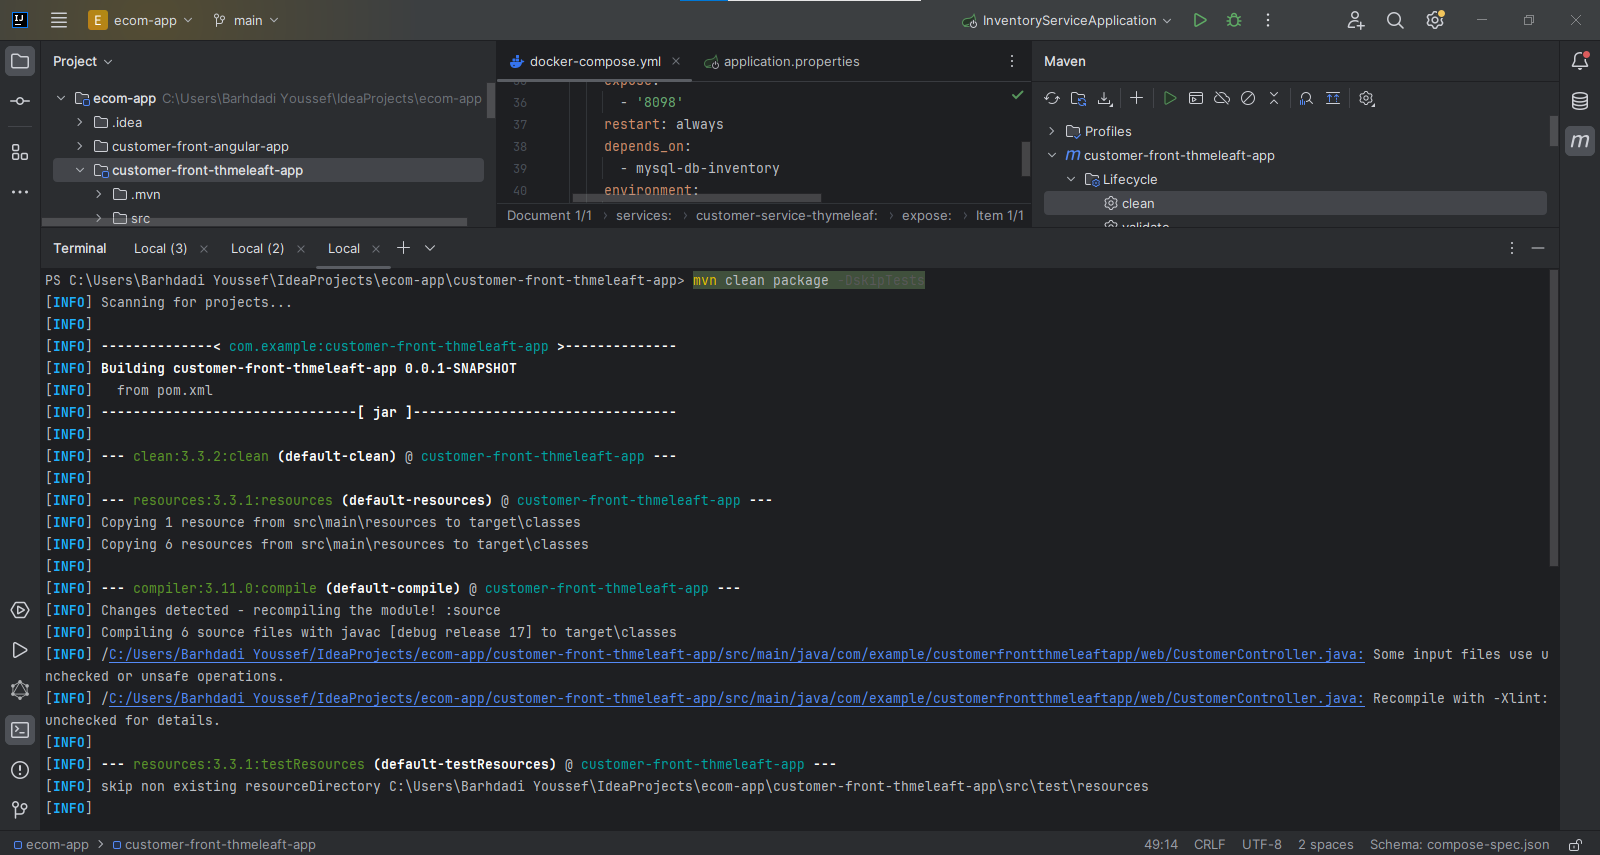 E ecom-app main InventoryServiceApplication
Project
ecom-app C:\Users\Barhdadi Youssef\IdeaProjects\ecom-app
.idea
customer-front-angular-app
customer-front-thmeleaft-app
.mvn
src
docker-compose.yml application.properties
expose:
36 - '8098'
37 restart: always
38 depends_on:
39 - mysql-db-inventory
40 environment:
Document 1/1 › services: › customer-service-thymeleaf: › expose: › Item 1/1
Maven
Profiles
m customer-front-thmeleaft-app
Lifecycle
clean
validate
m
Terminal Local (3) Local (2) Local
PS C:\Users\Barhdadi Youssef\IdeaProjects\ecom-app\customer-front-thmeleaft-app> mvn clean package -DskipTests
[INFO] Scanning for projects...
[INFO]
[INFO] --------------< com.example:customer-front-thmeleaft-app >--------------
[INFO] Building customer-front-thmeleaft-app 0.0.1-SNAPSHOT
[INFO]   from pom.xml
[INFO] --------------------------------[ jar ]---------------------------------
[INFO]
[INFO] --- clean:3.3.2:clean (default-clean) @ customer-front-thmeleaft-app ---
[INFO]
[INFO] --- resources:3.3.1:resources (default-resources) @ customer-front-thmeleaft-app ---
[INFO] Copying 1 resource from src\main\resources to target\classes
[INFO] Copying 6 resources from src\main\resources to target\classes
[INFO]
[INFO] --- compiler:3.11.0:compile (default-compile) @ customer-front-thmeleaft-app ---
[INFO] Changes detected - recompiling the module! :source
[INFO] Compiling 6 source files with javac [debug release 17] to target\classes
[INFO] /C:/Users/Barhdadi Youssef/IdeaProjects/ecom-app/customer-front-thmeleaft-app/src/main/java/com/example/customerfrontthmeleaftapp/web/CustomerController.java: Some input files use u
nchecked or unsafe operations.
[INFO] /C:/Users/Barhdadi Youssef/IdeaProjects/ecom-app/customer-front-thmeleaft-app/src/main/java/com/example/customerfrontthmeleaftapp/web/CustomerController.java: Recompile with -Xlint:
unchecked for details.
[INFO]
[INFO] --- resources:3.3.1:testResources (default-testResources) @ customer-front-thmeleaft-app ---
[INFO] skip non existing resourceDirectory C:\Users\Barhdadi Youssef\IdeaProjects\ecom-app\customer-front-thmeleaft-app\src\test\resources
[INFO]
ecom-app › customer-front-thmeleaft-app 49:14 CRLF UTF-8 2 spaces Schema: compose-spec.json